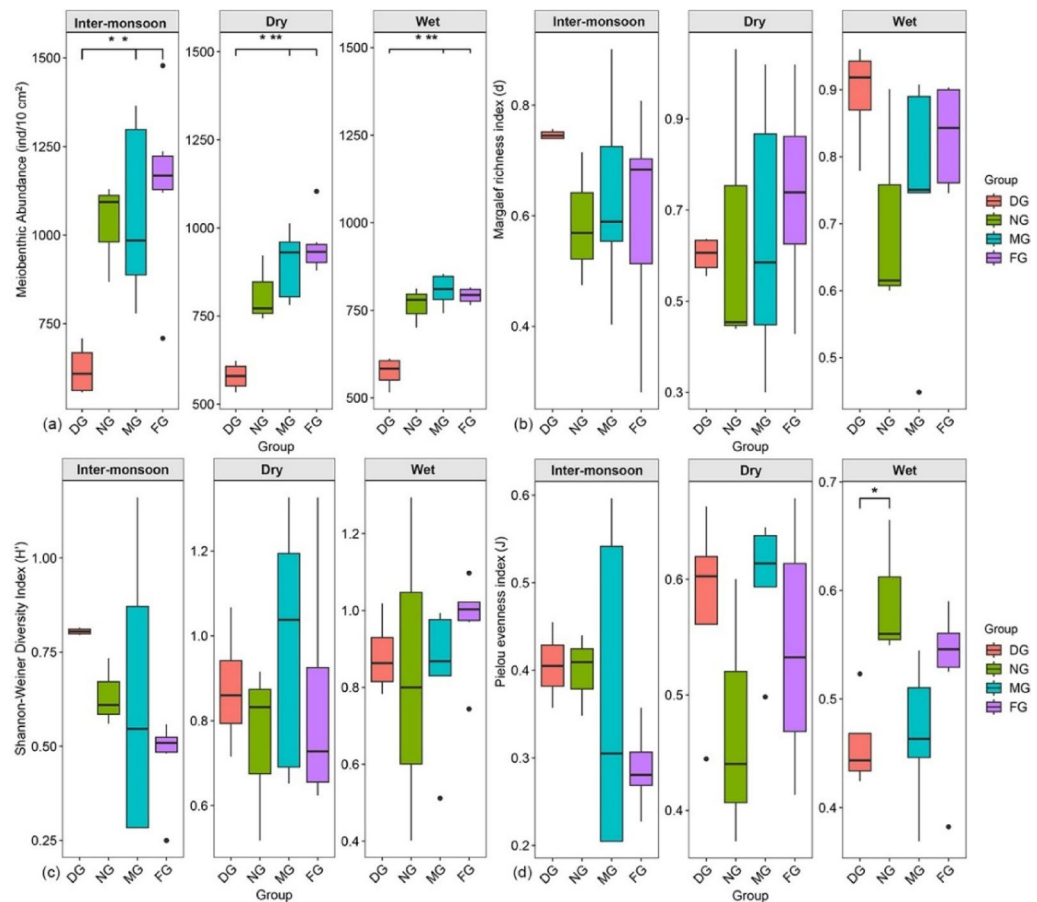 Inter-monsoon Dry Wet
* * * ** * **
Meiobenthic Abundance (ind/10 cm²)
1500 1500 1500
1250 1250 1250
1000 1000 1000
750 750 750
500 500
(a) DG NG MG FG DG NG MG FG DG NG MG FG
Group
Inter-monsoon Dry Wet
Margalef richness index (d)
0.8 0.9 0.9
0.8
0.6 0.7 0.7
0.6
0.4 0.5 0.5
0.3
(b) DG NG MG FG DG NG MG FG DG NG MG FG
Group
Group
DG
NG
MG
FG
Inter-monsoon Dry Wet
Shannon-Weiner Diversity Index (H')
1.00 1.2 1.2
0.75 1.0 1.0
0.50 0.8 0.8
0.25 0.6 0.6
0.4
(c) DG NG MG FG DG NG MG FG DG NG MG FG
Group
Inter-monsoon Dry Wet
*
Pielou evenness index (J)
0.6 0.6 0.7
0.5 0.5 0.6
0.4 0.4 0.5
0.3 0.4
0.2
(d) DG NG MG FG DG NG MG FG DG NG MG FG
Group
Group
DG
NG
MG
FG